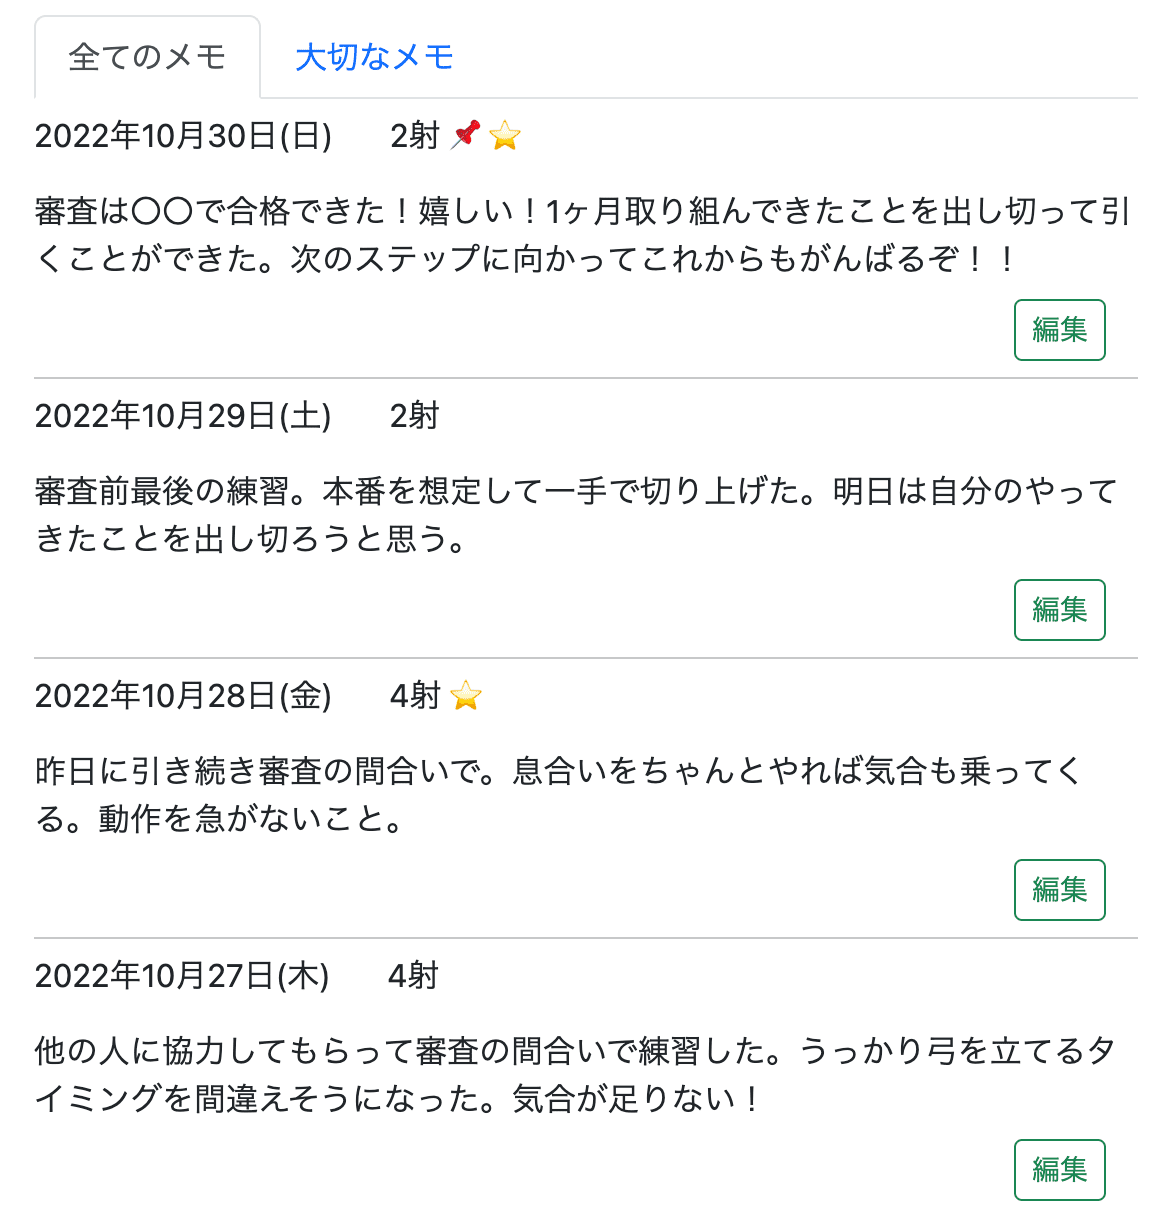 全てのメモ 大切なメモ
2022年10月30日(日) 2射 📌⭐
審査は〇〇で合格できた！嬉しい！1ヶ月取り組んできたことを出し切って引
くことができた。次のステップに向かってこれからもがんばるぞ！！
編集
2022年10月29日(土) 2射
審査前最後の練習。本番を想定して一手で切り上げた。明日は自分のやって
きたことを出し切ろうと思う。
編集
2022年10月28日(金) 4射 ⭐
昨日に引き続き審査の間合いで。息合いをちゃんとやれば気合も乗ってく
る。動作を急がないこと。
編集
2022年10月27日(木) 4射
他の人に協力してもらって審査の間合いで練習した。うっかり弓を立てるタ
イミングを間違えそうになった。気合が足りない！
編集